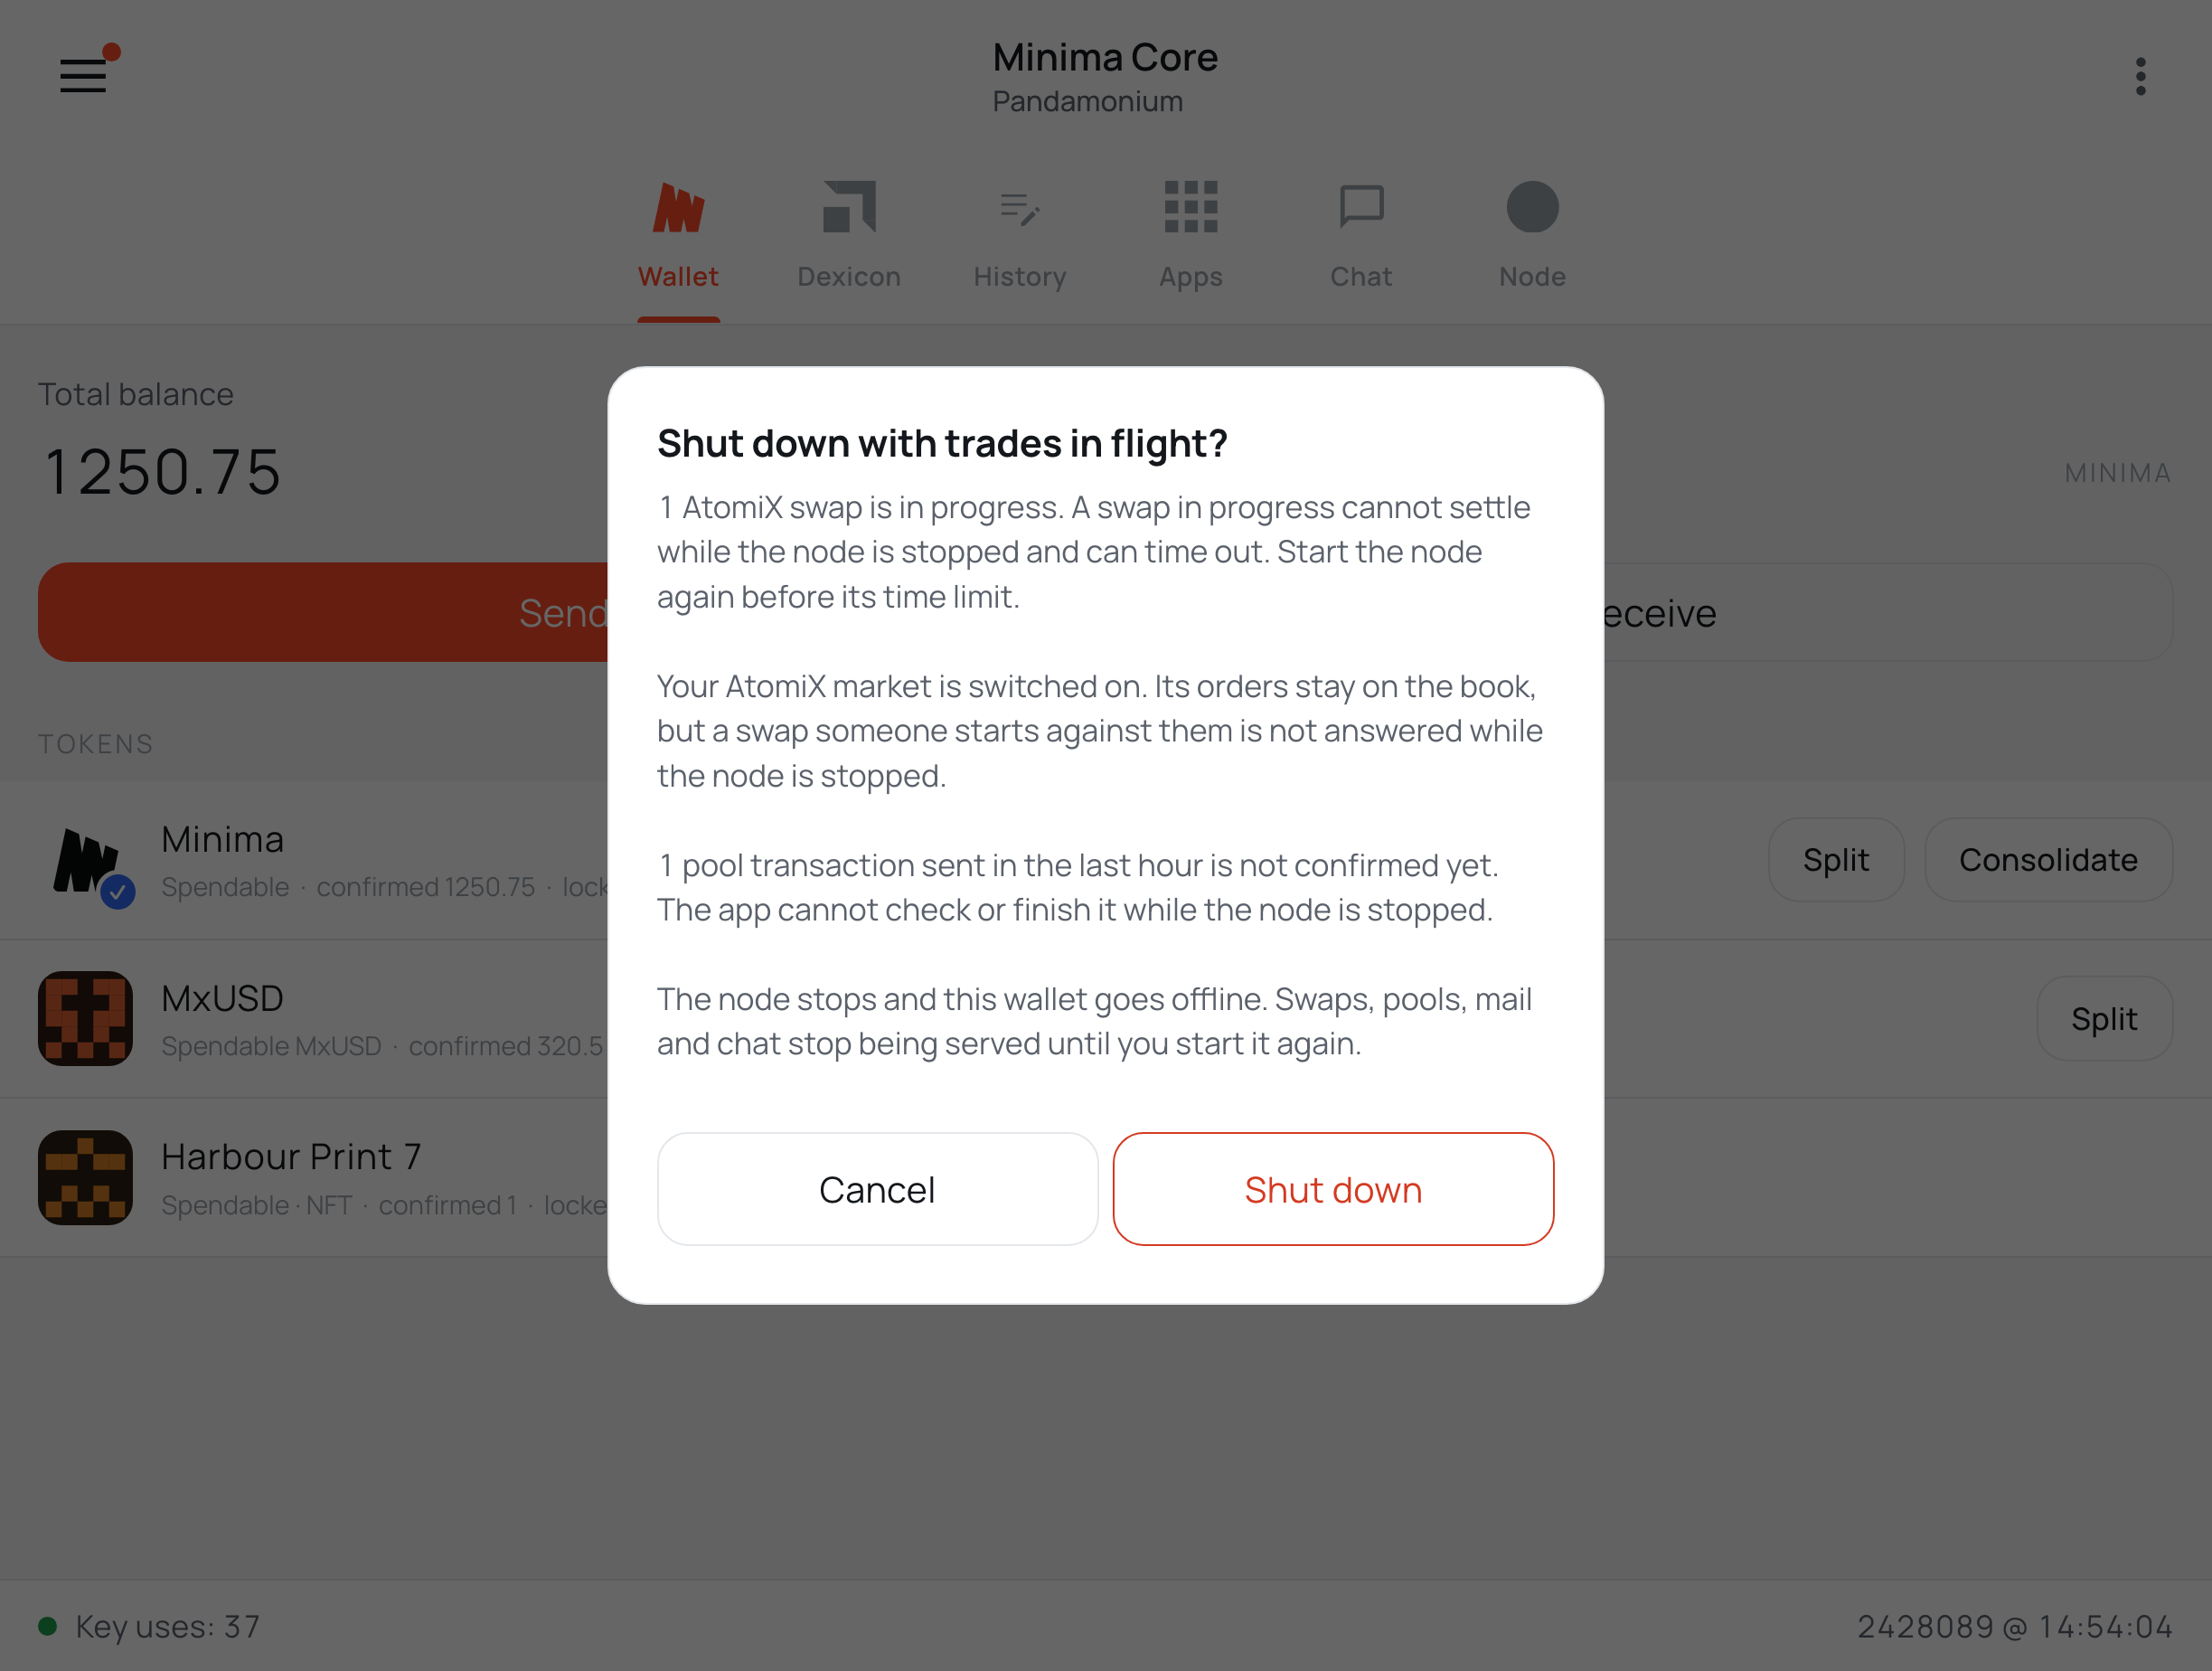 Minima Core
Pandamonium
Wallet
Dexicon
History
Apps
Chat
Node
Total balance
1250.75
MINIMA
Send
eceive
TOKENS
Minima
Spendable · confirmed 1250.75 · lock
Split
Consolidate
MxUSD
Spendable MxUSD · confirmed 320.5
Split
Harbour Print 7
Spendable · NFT · confirmed 1 · locke
Shut down with trades in flight?
1 AtomiX swap is in progress. A swap in progress cannot settle
while the node is stopped and can time out. Start the node
again before its time limit.
Your AtomiX market is switched on. Its orders stay on the book,
but a swap someone starts against them is not answered while
the node is stopped.
1 pool transaction sent in the last hour is not confirmed yet.
The app cannot check or finish it while the node is stopped.
The node stops and this wallet goes offline. Swaps, pools, mail
and chat stop being served until you start it again.
Cancel
Shut down
Key uses: 37
2428089 @ 14:54:04